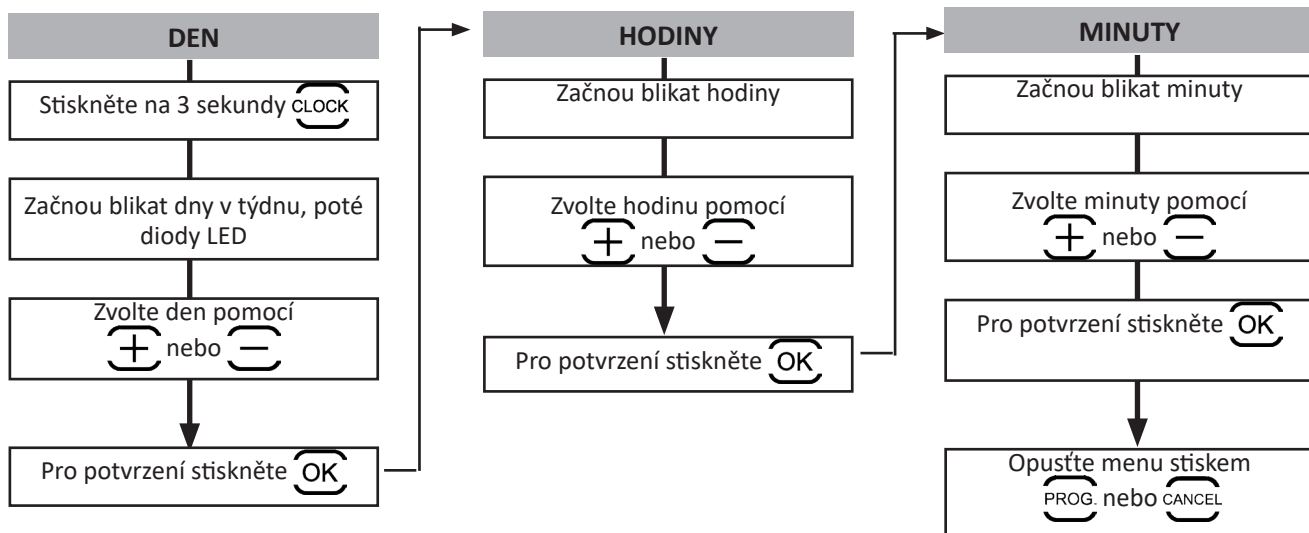 DEN
Stiskněte na 3 sekundy CLOCK
Začnou blikat dny v týdnu, poté
diody LED
Zvolte den pomocí
+ nebo −
Pro potvrzení stiskněte OK
HODINY
Začnou blikat hodiny
Zvolte hodinu pomocí
+ nebo −
Pro potvrzení stiskněte OK
MINUTY
Začnou blikat minuty
Zvolte minuty pomocí
+ nebo −
Pro potvrzení stiskněte OK
Opusťte menu stiskem
PROG. nebo CANCEL